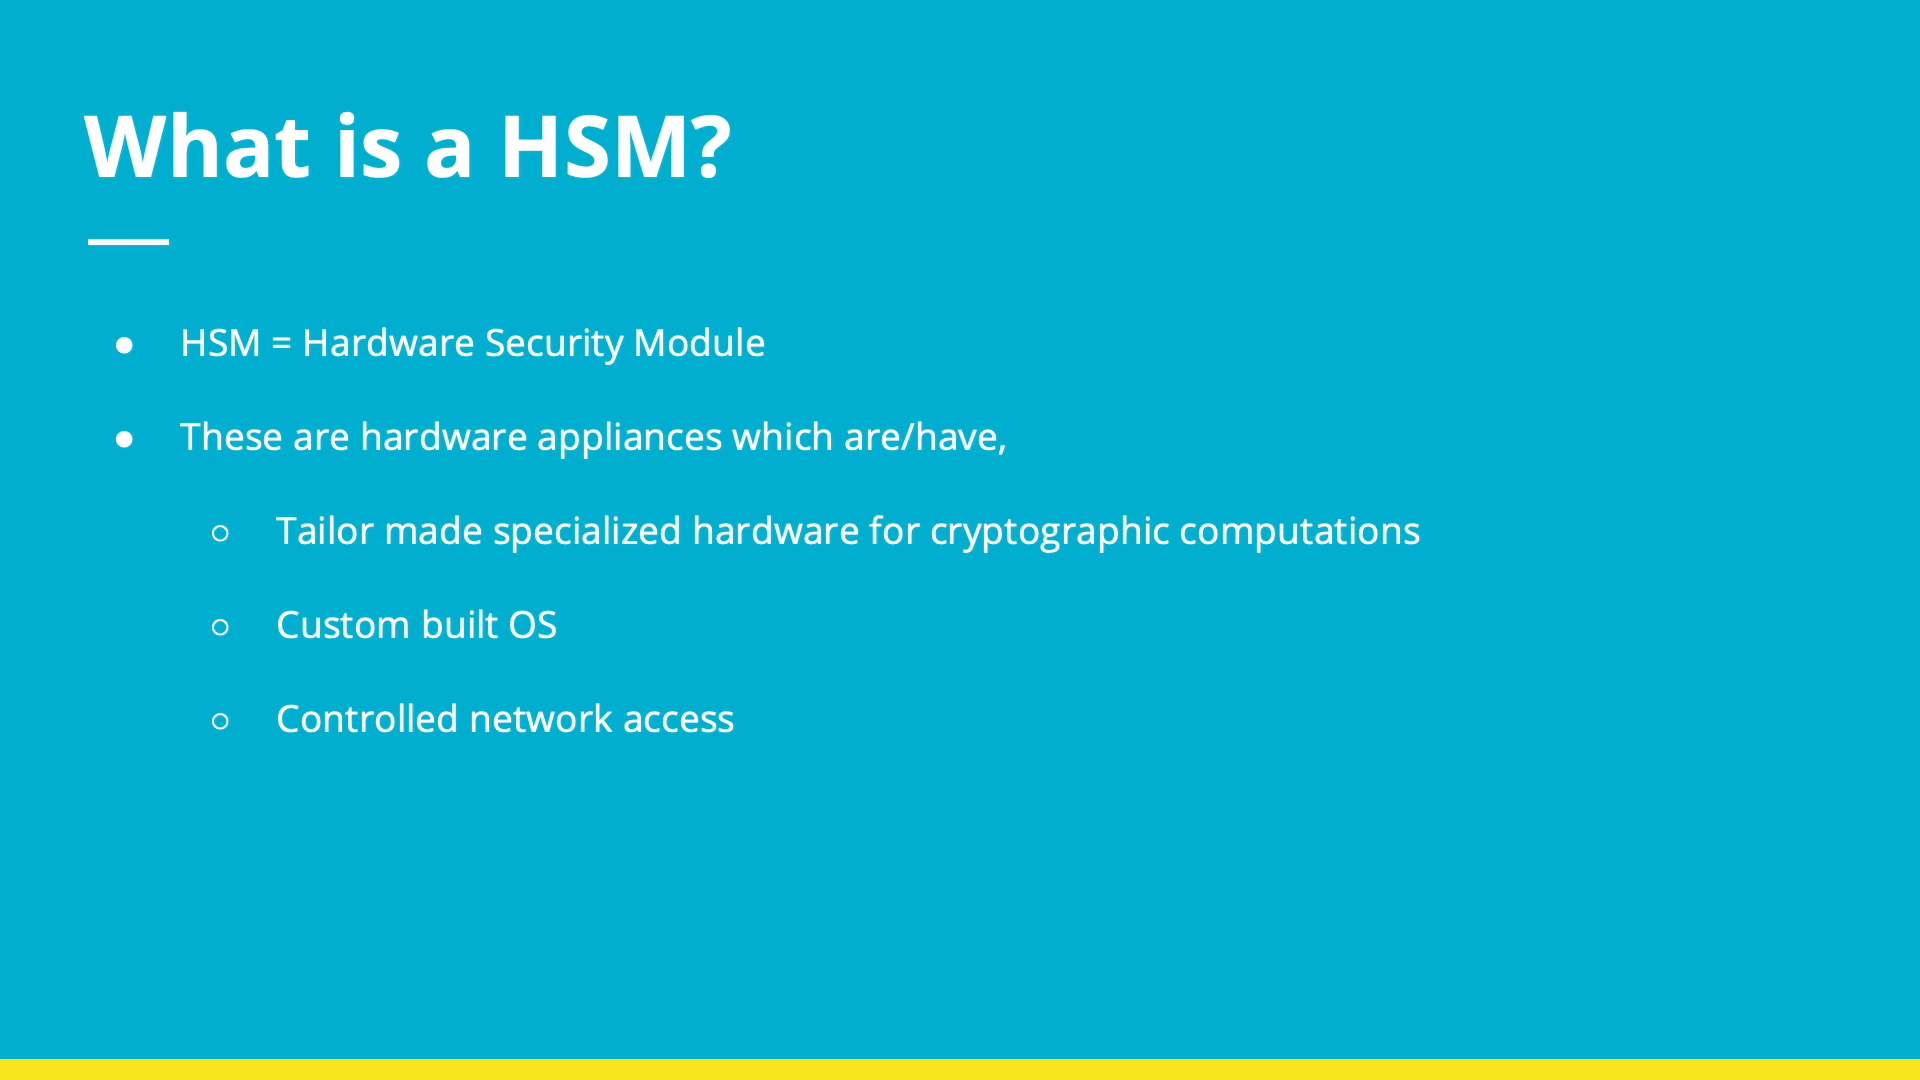 What is a HSM?
● HSM = Hardware Security Module
● These are hardware appliances which are/have,
○ Tailor made specialized hardware for cryptographic computations
○ Custom built OS
○ Controlled network access